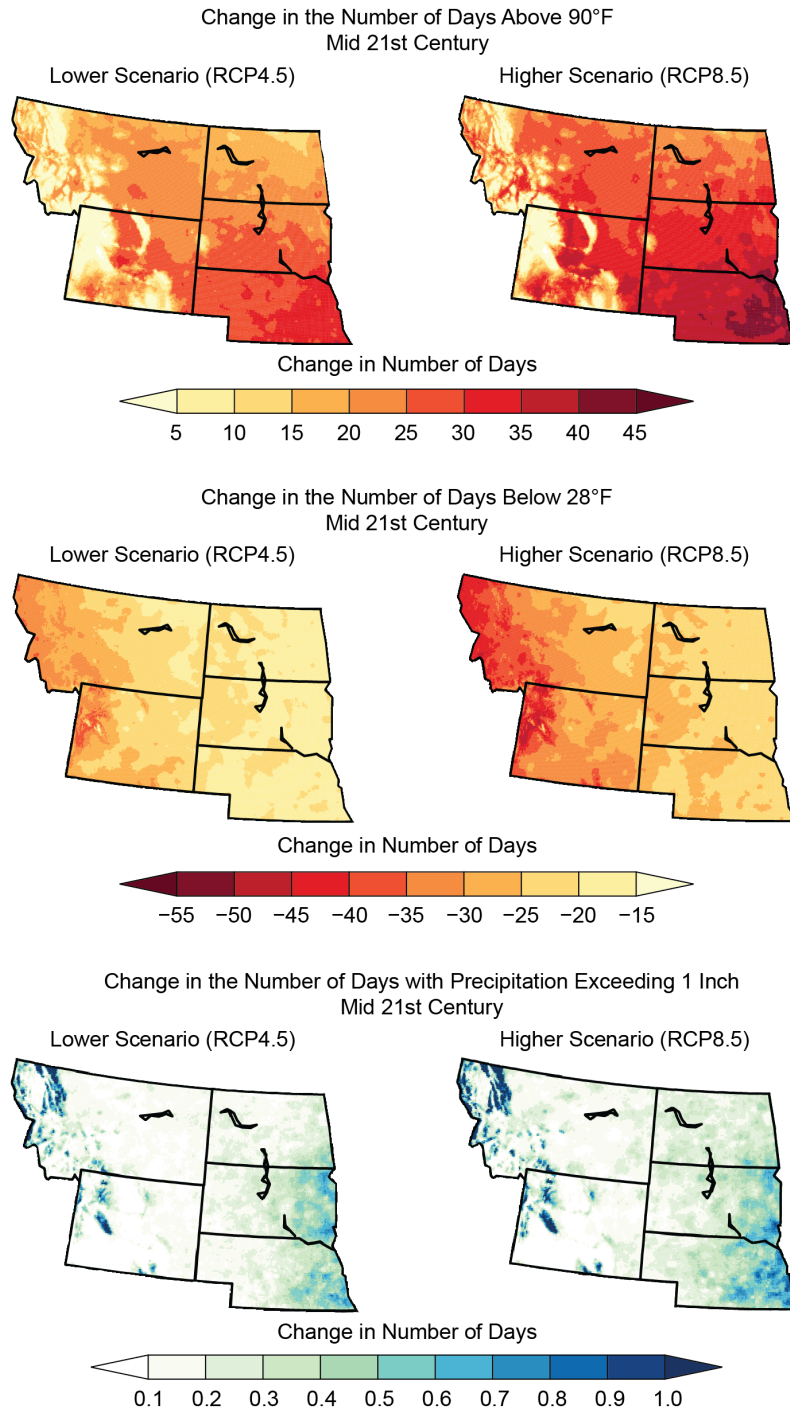 Change in the Number of Days Above 90°F
Mid 21st Century
Lower Scenario (RCP4.5)
Higher Scenario (RCP8.5)
Change in Number of Days
5 10 15 20 25 30 35 40 45
Change in the Number of Days Below 28°F
Mid 21st Century
Lower Scenario (RCP4.5)
Higher Scenario (RCP8.5)
Change in Number of Days
−55 −50 −45 −40 −35 −30 −25 −20 −15
Change in the Number of Days with Precipitation Exceeding 1 Inch
Mid 21st Century
Lower Scenario (RCP4.5)
Higher Scenario (RCP8.5)
Change in Number of Days
0.1 0.2 0.3 0.4 0.5 0.6 0.7 0.8 0.9 1.0